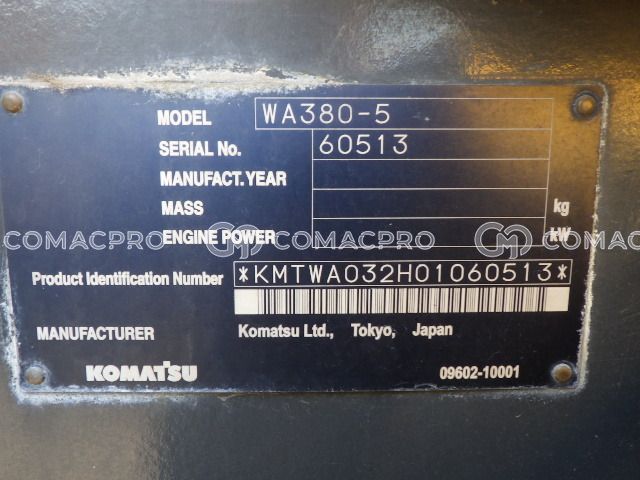 MODEL WA380-5
SERIAL No. 60513
MANUFACT. YEAR
MASS kg
ENGINE POWER kW
COMACPRO COMACPRO COMACPRO
Product Identification Number *KMTWA032H01060513*
MANUFACTURER Komatsu Ltd., Tokyo, Japan
KOMATSU 09602-10001